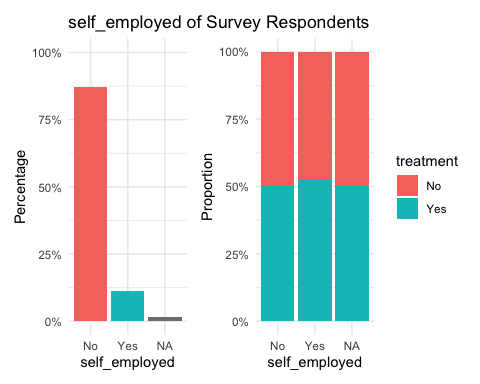 self_employed of Survey Respondents
100%
75%
50%
25%
0%
Percentage
No Yes NA
self_employed
100%
75%
50%
25%
0%
Proportion
No Yes NA
self_employed
treatment
No
Yes